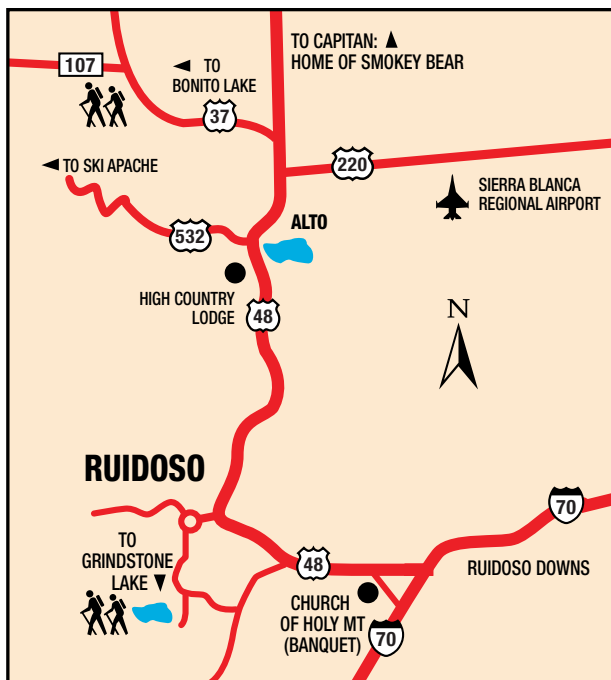 TO CAPITAN:
HOME OF SMOKEY BEAR
107
TO
BONITO LAKE
37
TO SKI APACHE
220
SIERRA BLANCA
REGIONAL AIRPORT
532
ALTO
HIGH COUNTRY
LODGE
48
N
RUIDOSO
70
TO
GRINDSTONE
LAKE
48
RUIDOSO DOWNS
CHURCH
OF HOLY MT
(BANQUET)
70